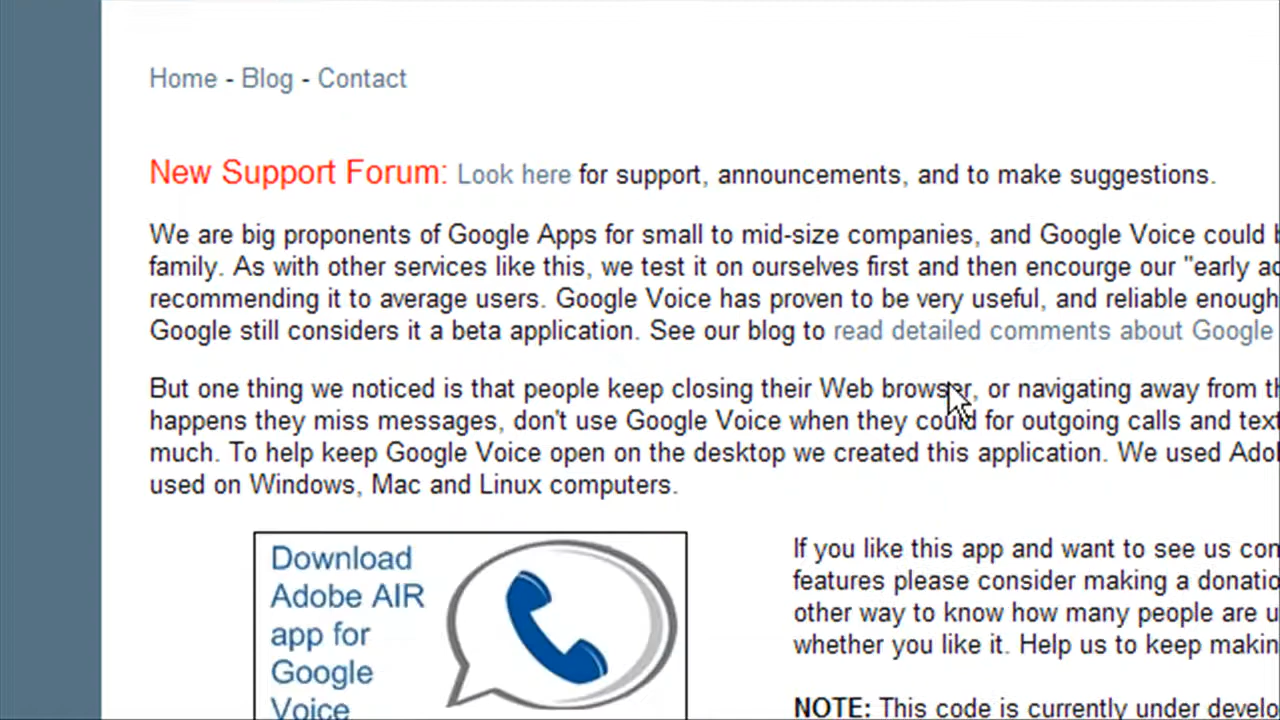 Home - Blog - Contact
New Support Forum: Look here for support, announcements, and to make suggestions.
We are big proponents of Google Apps for small to mid-size companies, and Google Voice could
family. As with other services like this, we test it on ourselves first and then encourge our "early
recommending it to average users. Google Voice has proven to be very useful, and reliable enough
Google still considers it a beta application. See our blog to read detailed comments about Google
But one thing we noticed is that people keep closing their Web browser, or navigating away from
happens they miss messages, don't use Google Voice when they could for outgoing calls and text
much. To help keep Google Voice open on the desktop we created this application. We used
used on Windows, Mac and Linux computers.
Download
Adobe AIR
app for
Google
Voice
If you like this app and want to see us
features please consider making a
other way to know how many people are
whether you like it. Help us to keep
NOTE: This code is currently under